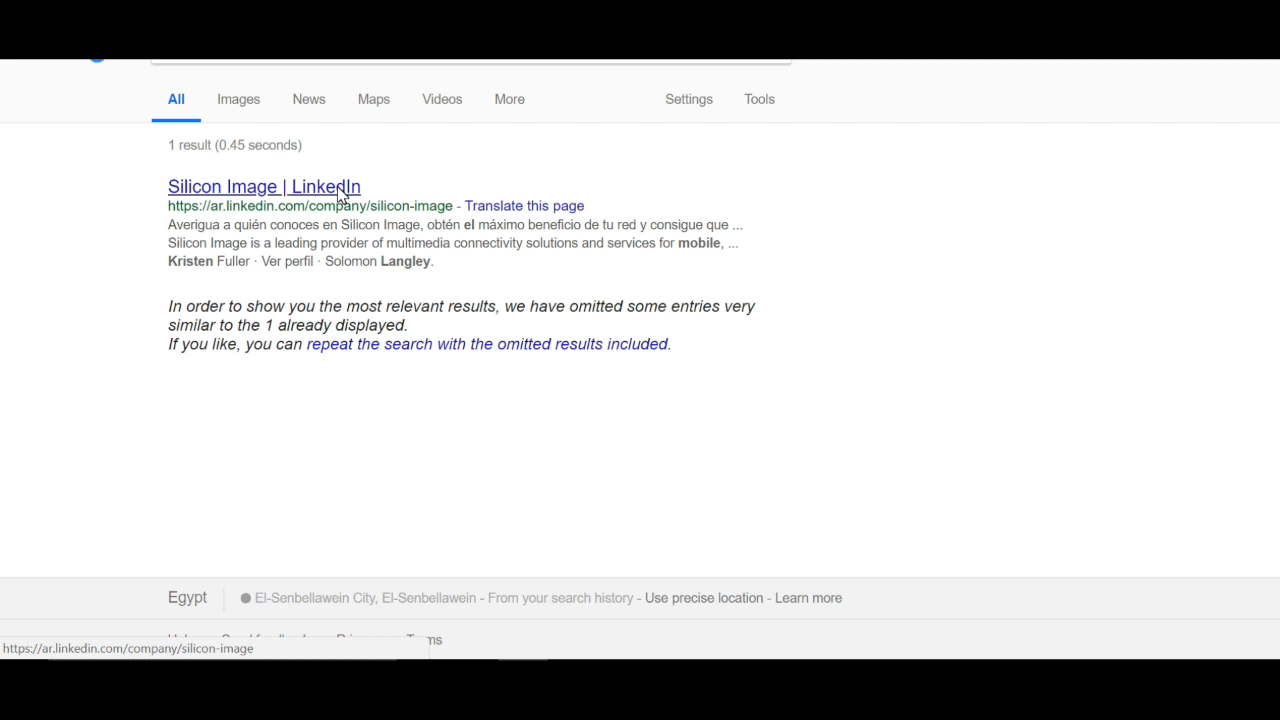 All Images News Maps Videos More Settings Tools
1 result (0.45 seconds)
Silicon Image | LinkedIn
https://ar.linkedin.com/company/silicon-image - Translate this page
Averigua a quién conoces en Silicon Image, obtén el máximo beneficio de tu red y consigue que ...
Silicon Image is a leading provider of multimedia connectivity solutions and services for mobile, ...
Kristen Fuller · Ver perfil · Solomon Langley.
In order to show you the most relevant results, we have omitted some entries very
similar to the 1 already displayed.
If you like, you can repeat the search with the omitted results included.
Egypt El-Senbellawein City, El-Senbellawein - From your search history - Use precise location - Learn more
https://ar.linkedin.com/company/silicon-image